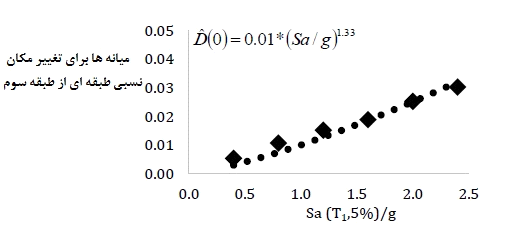 میانه ها برای تغییر مکان
نسبی طبقه ای از طبقه سوم
D̂(0) = 0.01*(Sa/g)^1.33
0.05
0.04
0.03
0.02
0.01
0.00
0.0 0.5 1.0 1.5 2.0 2.5
Sa (T₁,5%)/g